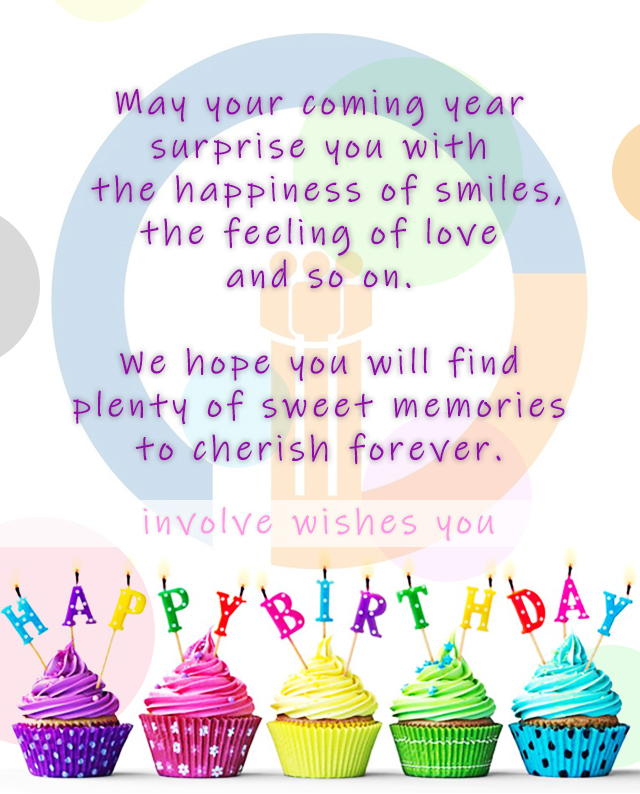 May your coming year
surprise you with
the happiness of smiles,
the feeling of love
and so on.
We hope you will find
plenty of sweet memories
to cherish forever.
involve wishes you
HAPPY BIRTHDAY